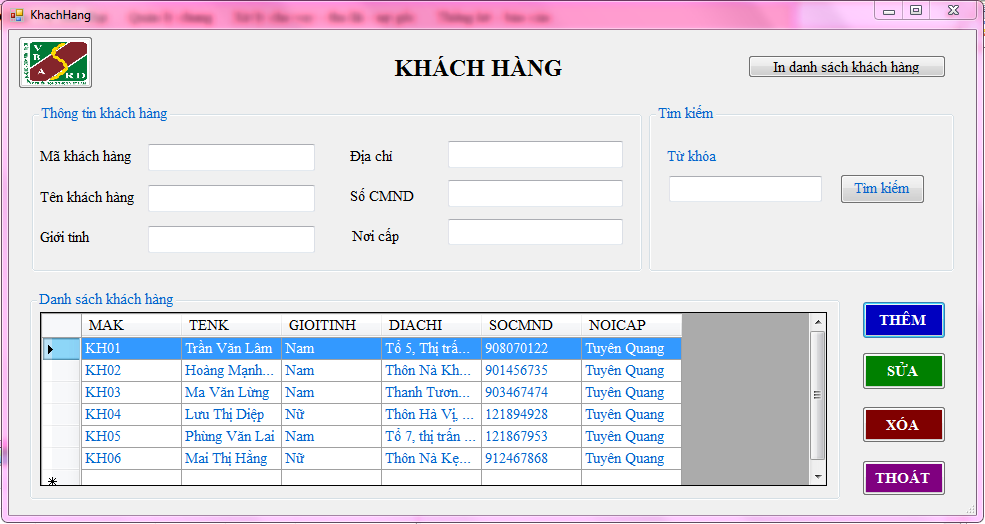 KhachHang
VBA
SRD
KHÁCH HÀNG
In danh sách khách hàng
Thông tin khách hàng
Tìm kiếm
Mã khách hàng
Địa chỉ
Từ khóa
Tên khách hàng
Số CMND
Tìm kiếm
Giới tính
Nơi cấp
Danh sách khách hàng
MAK TENK GIOITINH DIACHI SOCMND NOICAP
KH01 Trần Văn Lâm Nam Tổ 5, Thị trấ... 908070122 Tuyên Quang
KH02 Hoàng Mạnh... Nam Thôn Nà Kh... 901456735 Tuyên Quang
KH03 Ma Văn Lừng Nam Thanh Tươn... 903467474 Tuyên Quang
KH04 Lưu Thị Diệp Nữ Thôn Hà Vị, ... 121894928 Tuyên Quang
KH05 Phùng Văn Lai Nam Tổ 7, thị trấn ... 121867953 Tuyên Quang
KH06 Mai Thị Hằng Nữ Thôn Nà Kẹ... 912467868 Tuyên Quang
THÊM
SỬA
XÓA
THOÁT